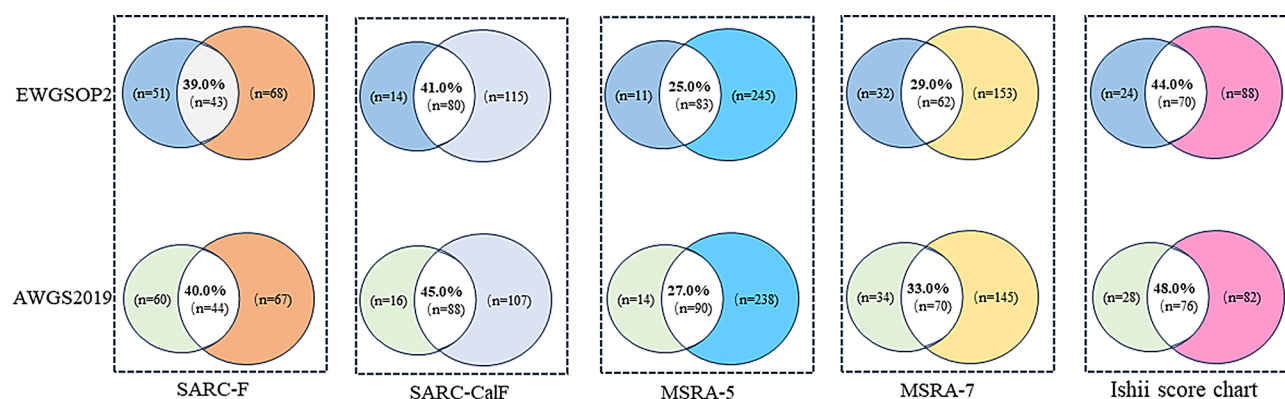 EWGSOP2
(n=51) 39.0% (n=43) (n=68)
(n=14) 41.0% (n=80) (n=115)
(n=11) 25.0% (n=83) (n=245)
(n=32) 29.0% (n=62) (n=153)
(n=24) 44.0% (n=70) (n=88)
AWGS2019
(n=60) 40.0% (n=44) (n=67)
(n=16) 45.0% (n=88) (n=107)
(n=14) 27.0% (n=90) (n=238)
(n=34) 33.0% (n=70) (n=145)
(n=28) 48.0% (n=76) (n=82)
SARC-F
SARC-CalF
MSRA-5
MSRA-7
Ishii score chart